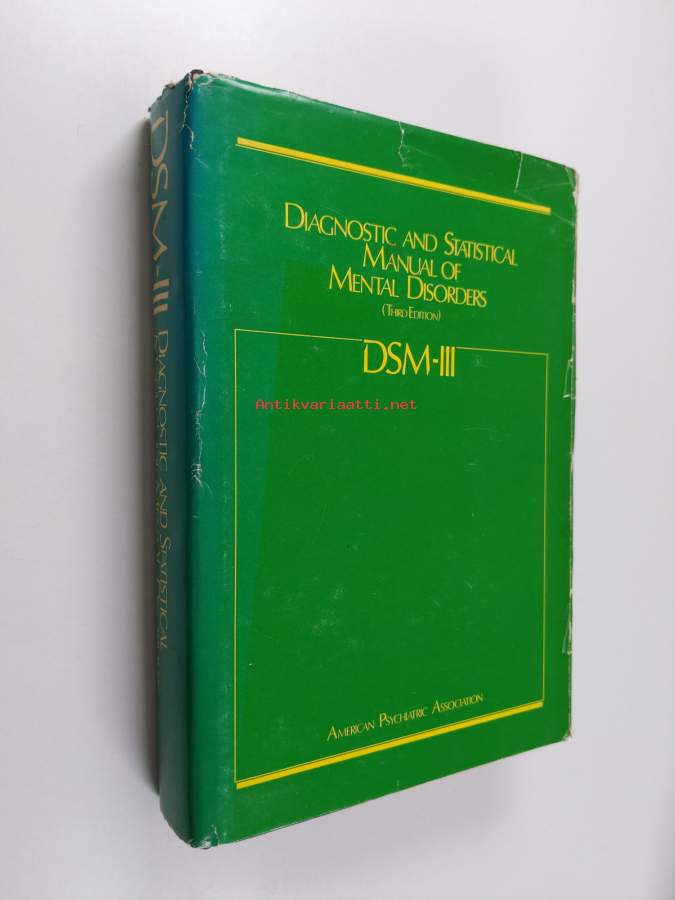 DIAGNOSTIC AND STATISTICAL
MANUAL OF
MENTAL DISORDERS
(THIRD EDITION)
DSM-III
Antikvariaatti.net
AMERICAN PSYCHIATRIC ASSOCIATION
DSM-III DIAGNOSTIC AND STATISTICAL